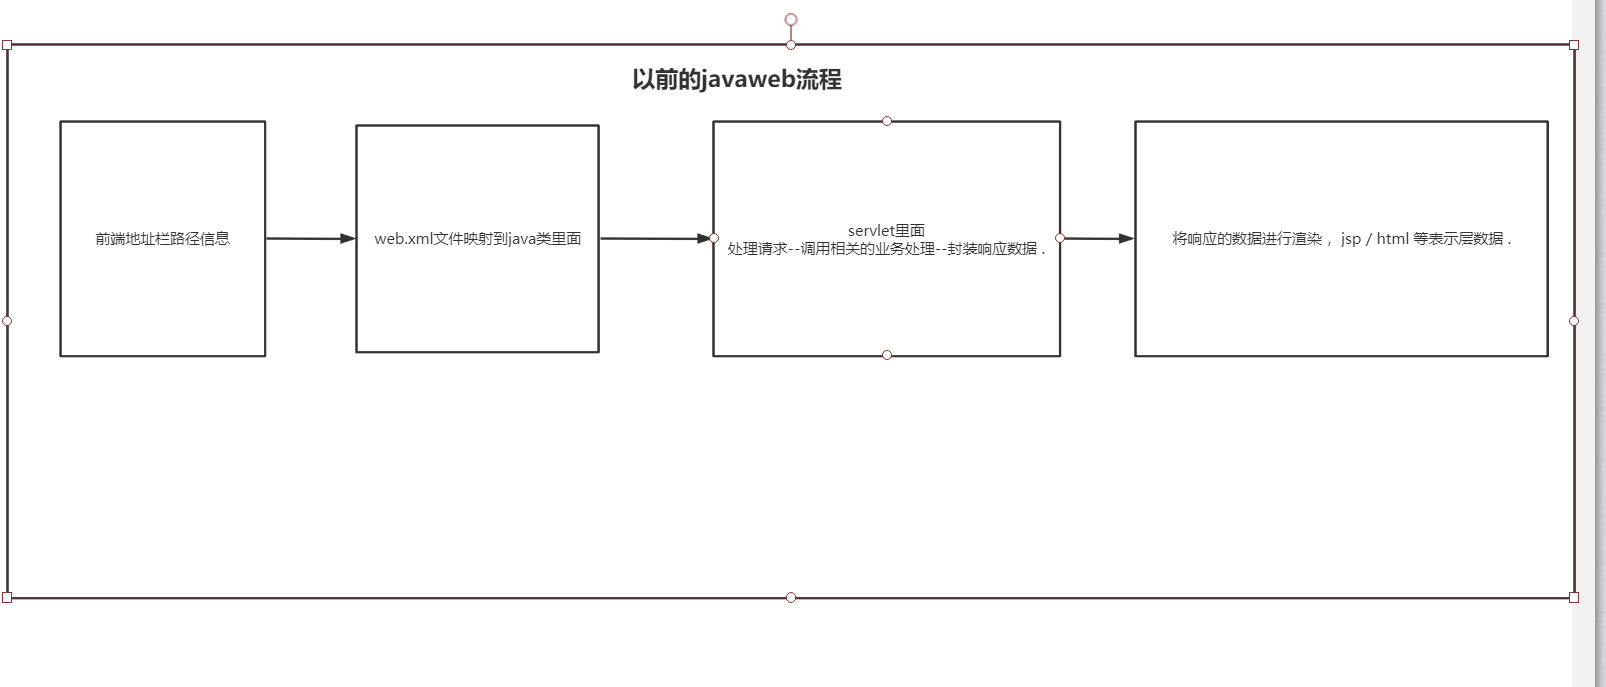 以前的javaweb流程
前端地址栏路径信息
web.xml文件映射到java类里面
servlet里面
处理请求--调用相关的业务处理--封装响应数据 .
将响应的数据进行渲染 ，jsp / html 等表示层数据 .